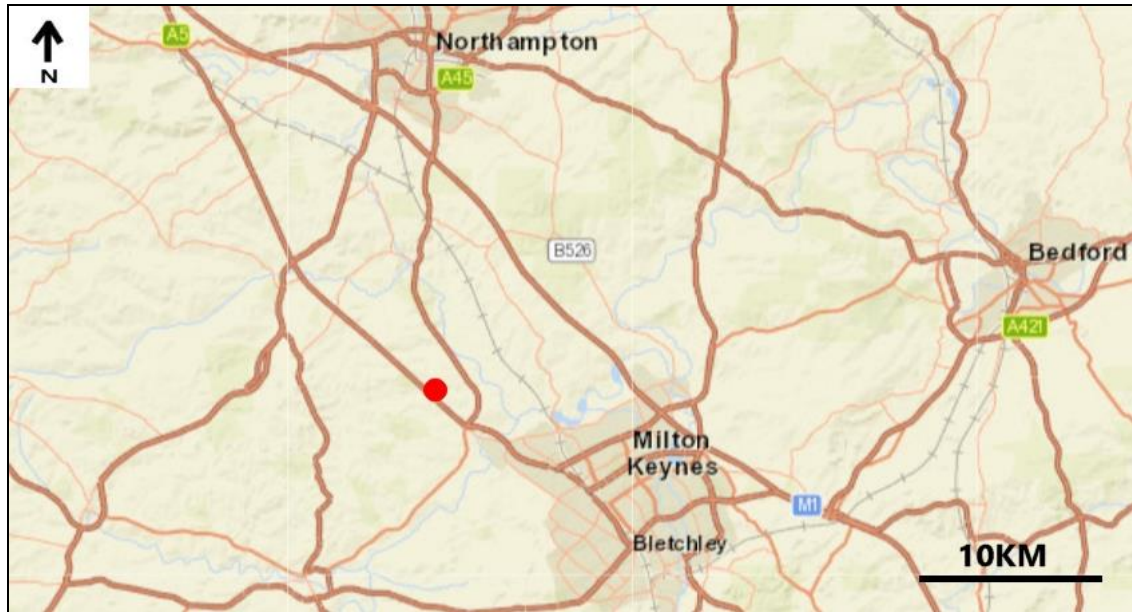 N
A5
Northampton
A45
B526
Bedford
A421
Milton
Keynes
M1
Bletchley
10KM